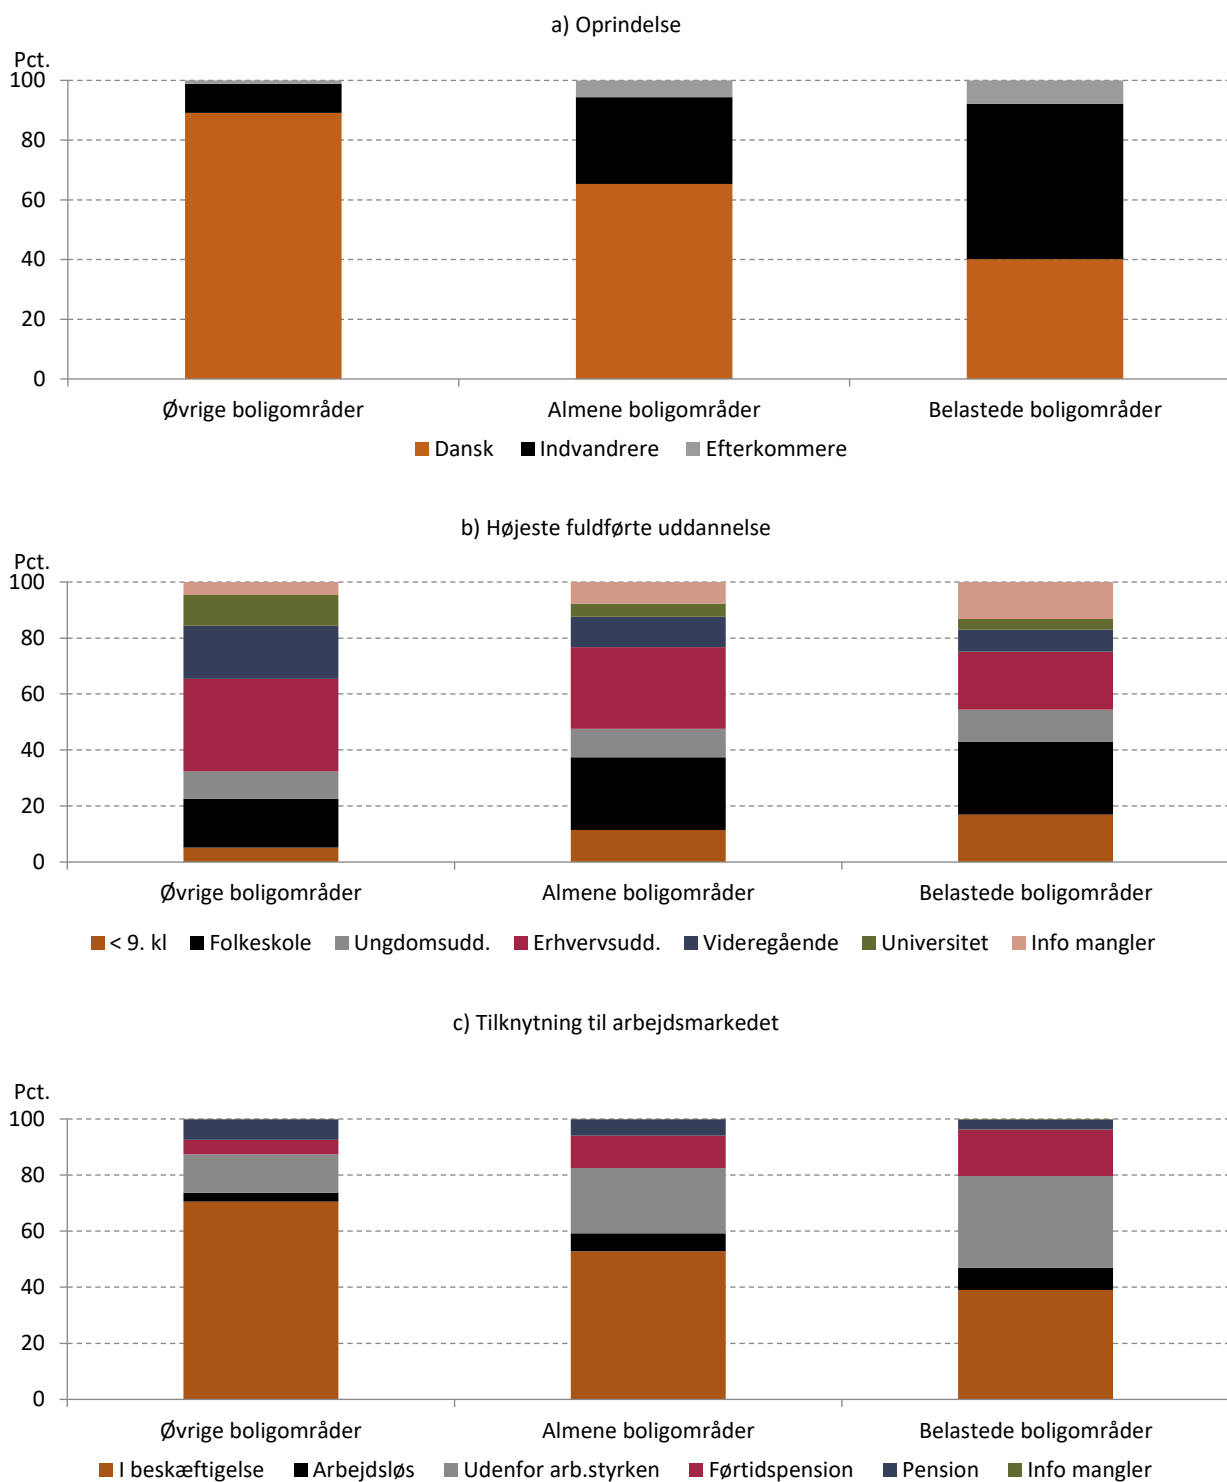 a) Oprindelse
Pct.
100
80
60
40
20
0
Øvrige boligområder Almene boligområder Belastede boligområder
Dansk Indvandrere Efterkommere
b) Højeste fuldførte uddannelse
Pct.
100
80
60
40
20
0
Øvrige boligområder Almene boligområder Belastede boligområder
< 9. kl Folkeskole Ungdomsudd. Erhvervsudd. Videregående Universitet Info mangler
c) Tilknytning til arbejdsmarkedet
Pct.
100
80
60
40
20
0
Øvrige boligområder Almene boligområder Belastede boligområder
I beskæftigelse Arbejdsløs Udenfor arb.styrken Førtidspension Pension Info mangler